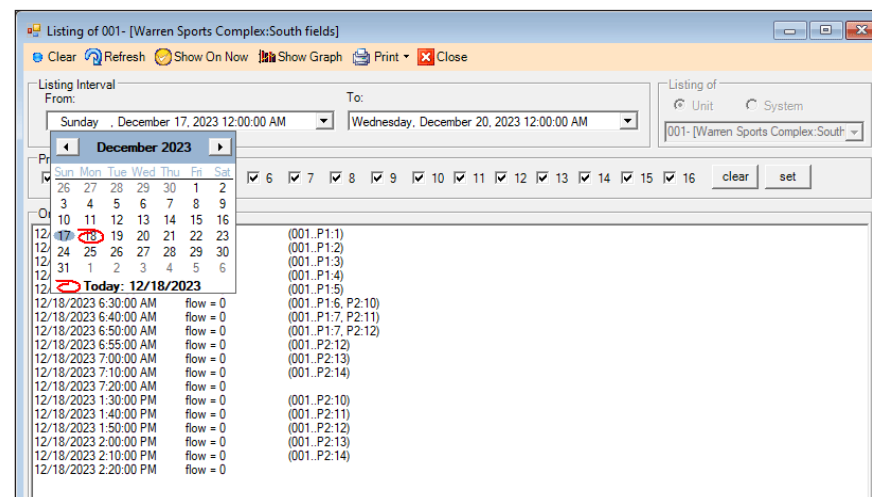 Listing of 001- [Warren Sports Complex:South fields]
Clear Refresh Show On Now Show Graph Print Close
Listing Interval
From: To:
Sunday , December 17, 2023 12:00:00 AM Wednesday, December 20, 2023 12:00:00 AM
Listing of
Unit System
001- [Warren Sports Complex:South
December 2023
Sun Mon Tue Wed Thu Fri Sat
26 27 28 29 30 1 2
3 4 5 6 7 8 9
10 11 12 13 14 15 16
17 18 19 20 21 22 23
24 25 26 27 28 29 30
31 1 2 3 4 5 6
Today: 12/18/2023
Pr
6 7 8 9 10 11 12 13 14 15 16 clear set
12/ (001..P1:1)
12/ (001..P1:2)
12/ (001..P1:3)
12/ (001..P1:4)
12/ (001..P1:5)
12/18/2023 6:30:00 AM flow = 0 (001..P1:6, P2:10)
12/18/2023 6:40:00 AM flow = 0 (001..P1:7, P2:11)
12/18/2023 6:50:00 AM flow = 0 (001..P1:7, P2:12)
12/18/2023 6:55:00 AM flow = 0 (001..P2:12)
12/18/2023 7:00:00 AM flow = 0 (001..P2:13)
12/18/2023 7:10:00 AM flow = 0 (001..P2:14)
12/18/2023 7:20:00 AM flow = 0
12/18/2023 1:30:00 PM flow = 0 (001..P2:10)
12/18/2023 1:40:00 PM flow = 0 (001..P2:11)
12/18/2023 1:50:00 PM flow = 0 (001..P2:12)
12/18/2023 2:00:00 PM flow = 0 (001..P2:13)
12/18/2023 2:10:00 PM flow = 0 (001..P2:14)
12/18/2023 2:20:00 PM flow = 0